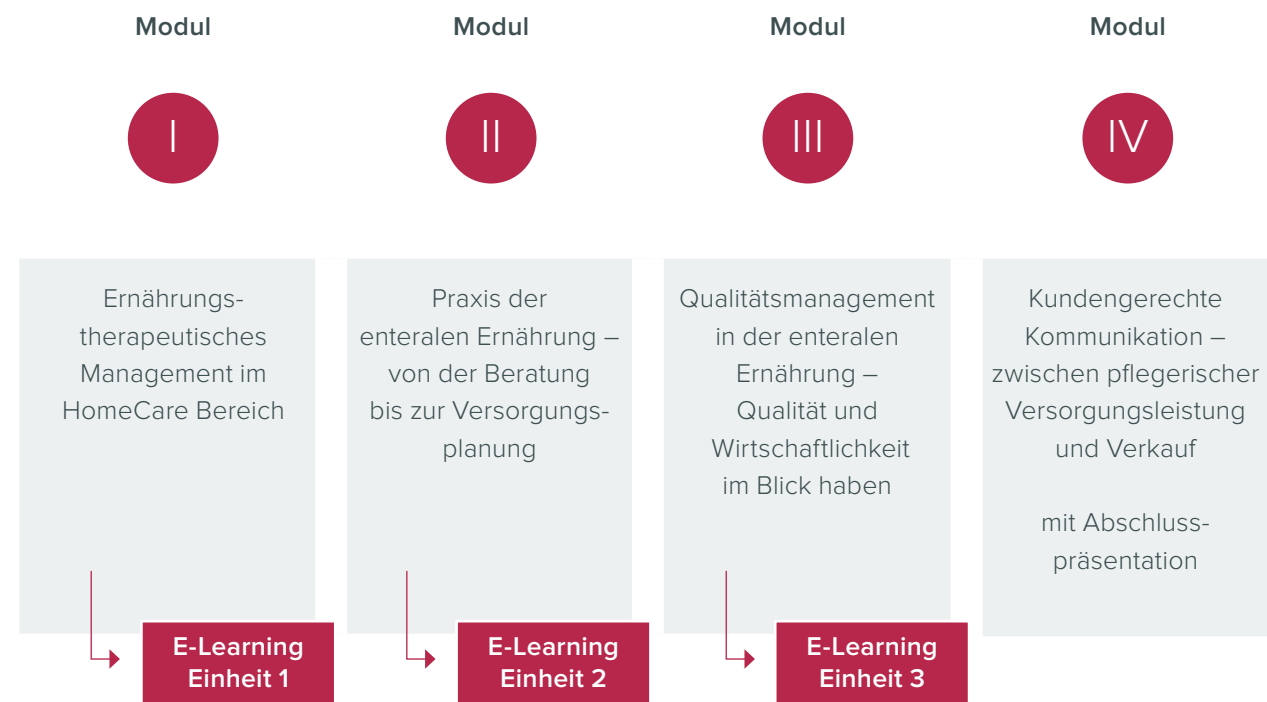 Modul
I
Ernährungs-
therapeutisches
Management im
HomeCare Bereich
E-Learning
Einheit 1
Modul
II
Praxis der
enteralen Ernährung –
von der Beratung
bis zur Versorgungs-
planung
E-Learning
Einheit 2
Modul
III
Qualitätsmanagement
in der enteralen
Ernährung –
Qualität und
Wirtschaftlichkeit
im Blick haben
E-Learning
Einheit 3
Modul
IV
Kundengerechte
Kommunikation –
zwischen pflegerischer
Versorgungsleistung
und Verkauf
mit Abschluss-
präsentation